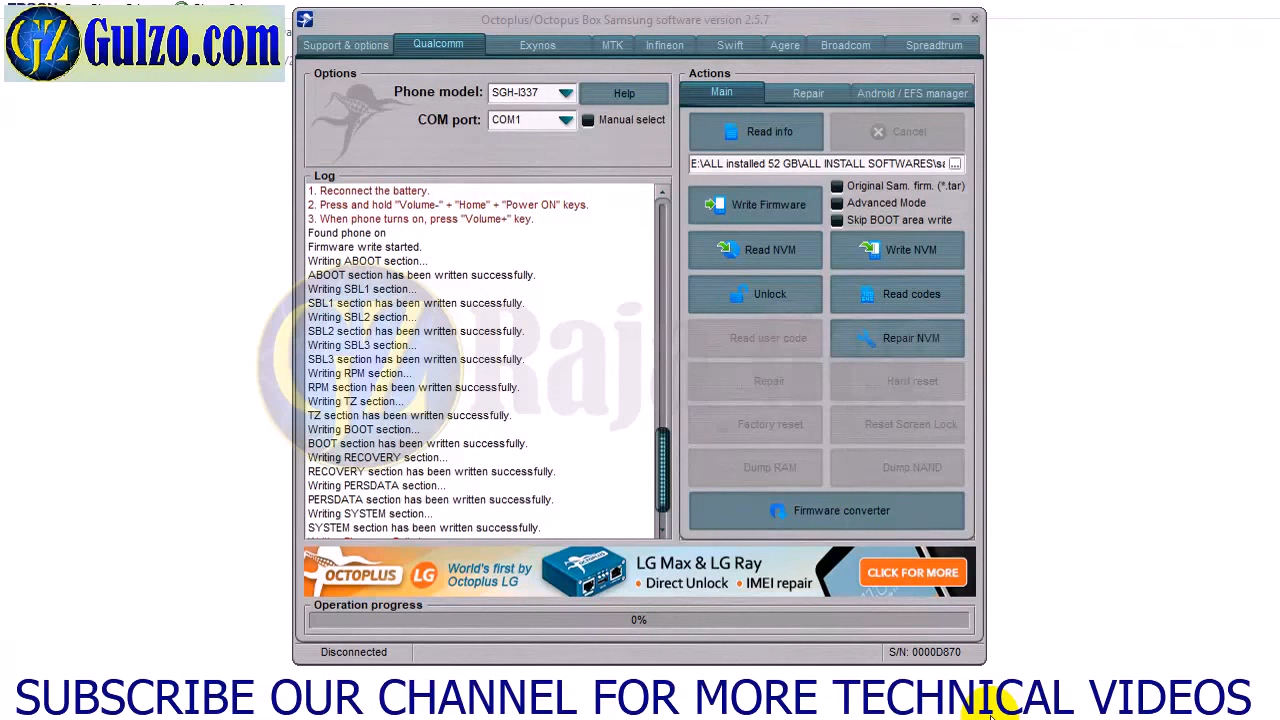 Gulzo.com
Octoplus/Octopus Box Samsung software version 2.5.7
Support & options
Qualcomm
Exynos
MTK
Infineon
Swift
Agere
Broadcom
Spreadtrum
Options
Phone model:
SGH-I337
Help
COM port:
COM1
Manual select
Log
1. Reconnect the battery.
2. Press and hold "Volume-" + "Home" + "Power ON" keys.
3. When phone turns on, press "Volume+" key.
Found phone on
Firmware write started.
Writing ABOOT section...
ABOOT section has been written successfully.
Writing SBL1 section...
SBL1 section has been written successfully.
Writing SBL2 section...
SBL2 section has been written successfully.
Writing SBL3 section...
SBL3 section has been written successfully.
Writing RPM section...
RPM section has been written successfully.
Writing TZ section...
TZ section has been written successfully.
Writing BOOT section...
BOOT section has been written successfully.
Writing RECOVERY section...
RECOVERY section has been written successfully.
Writing PERSDATA section...
PERSDATA section has been written successfully.
Writing SYSTEM section...
SYSTEM section has been written successfully.
Actions
Main
Repair
Android / EFS manager
Read info
Cancel
E:\ALL installed 52 GB\ALL INSTALL SOFTWARES\sa
...
Write Firmware
Original Sam. firm. (*.tar)
Advanced Mode
Skip BOOT area write
Read NVM
Write NVM
Unlock
Read codes
Read user code
Repair NVM
Repair
Hard reset
Factory reset
Reset Screen Lock
Dump RAM
Dump NAND
Firmware converter
OCTOPLUS LG
World's first by
Octoplus LG
OCTOPLUS
LG Max & LG Ray
• Direct Unlock • IMEI repair
CLICK FOR MORE
Operation progress
0%
Disconnected
S/N: 0000D870
SUBSCRIBE OUR CHANNEL FOR MORE TECHNICAL VIDEOS